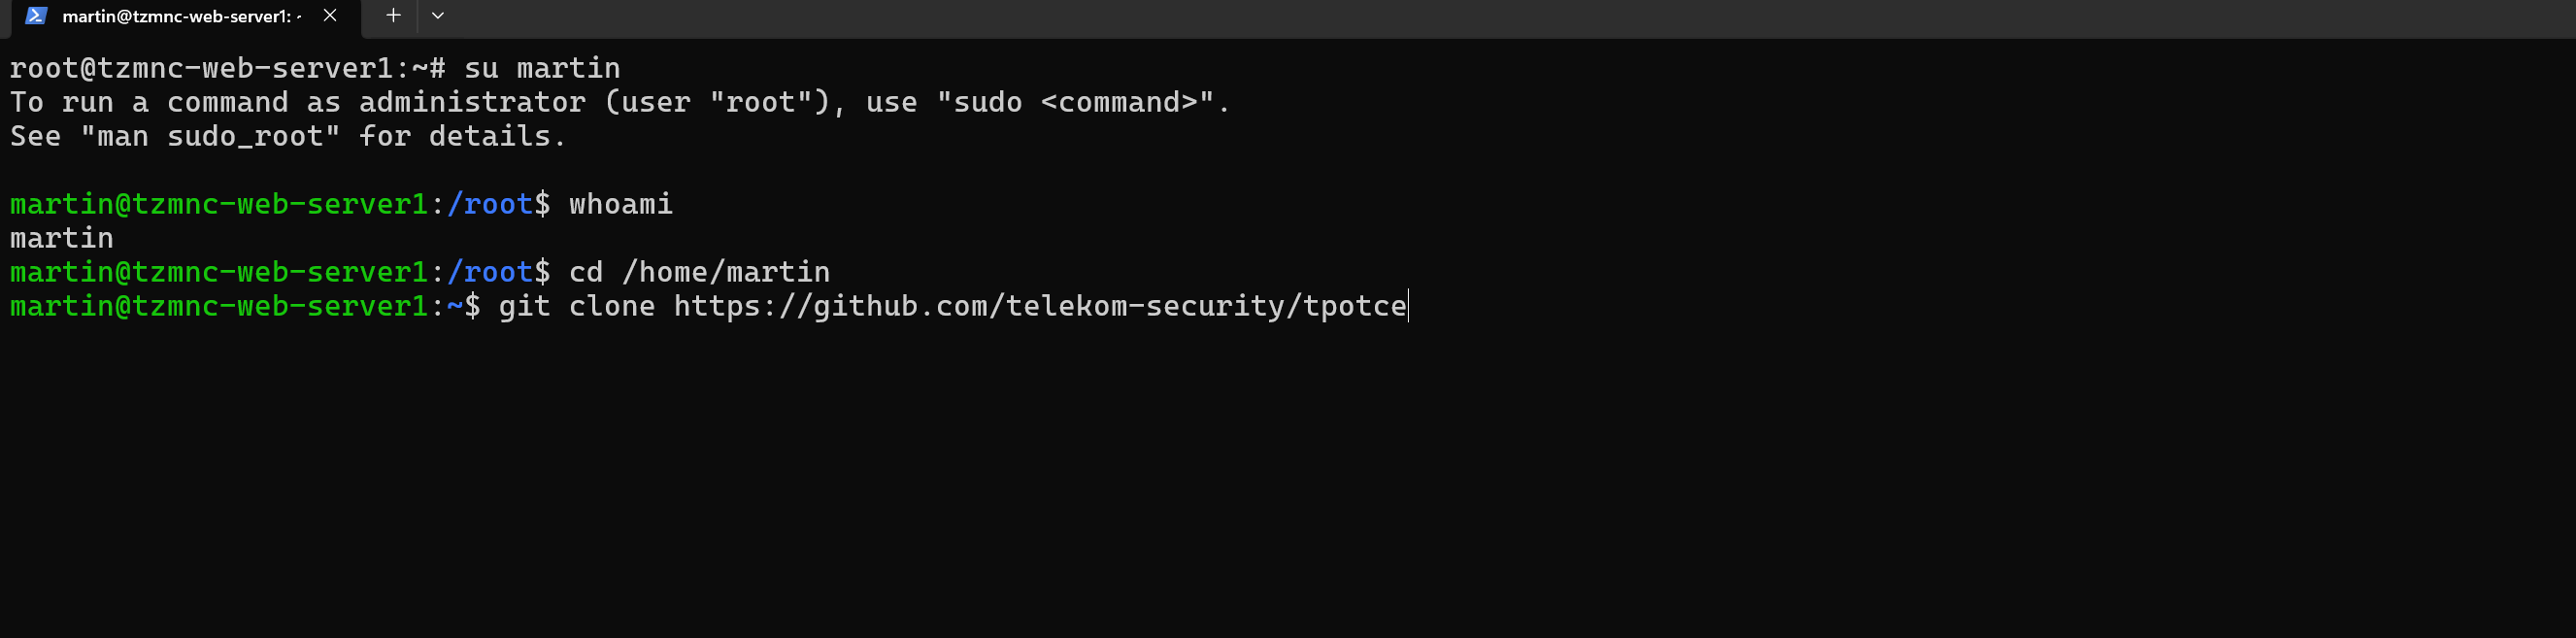 martin@tzmnc-web-server1: ~
root@tzmnc-web-server1:~# su martin
To run a command as administrator (user "root"), use "sudo <command>".
See "man sudo_root" for details.
martin@tzmnc-web-server1:/root$ whoami
martin
martin@tzmnc-web-server1:/root$ cd /home/martin
martin@tzmnc-web-server1:~$ git clone https://github.com/telekom-security/tpotce